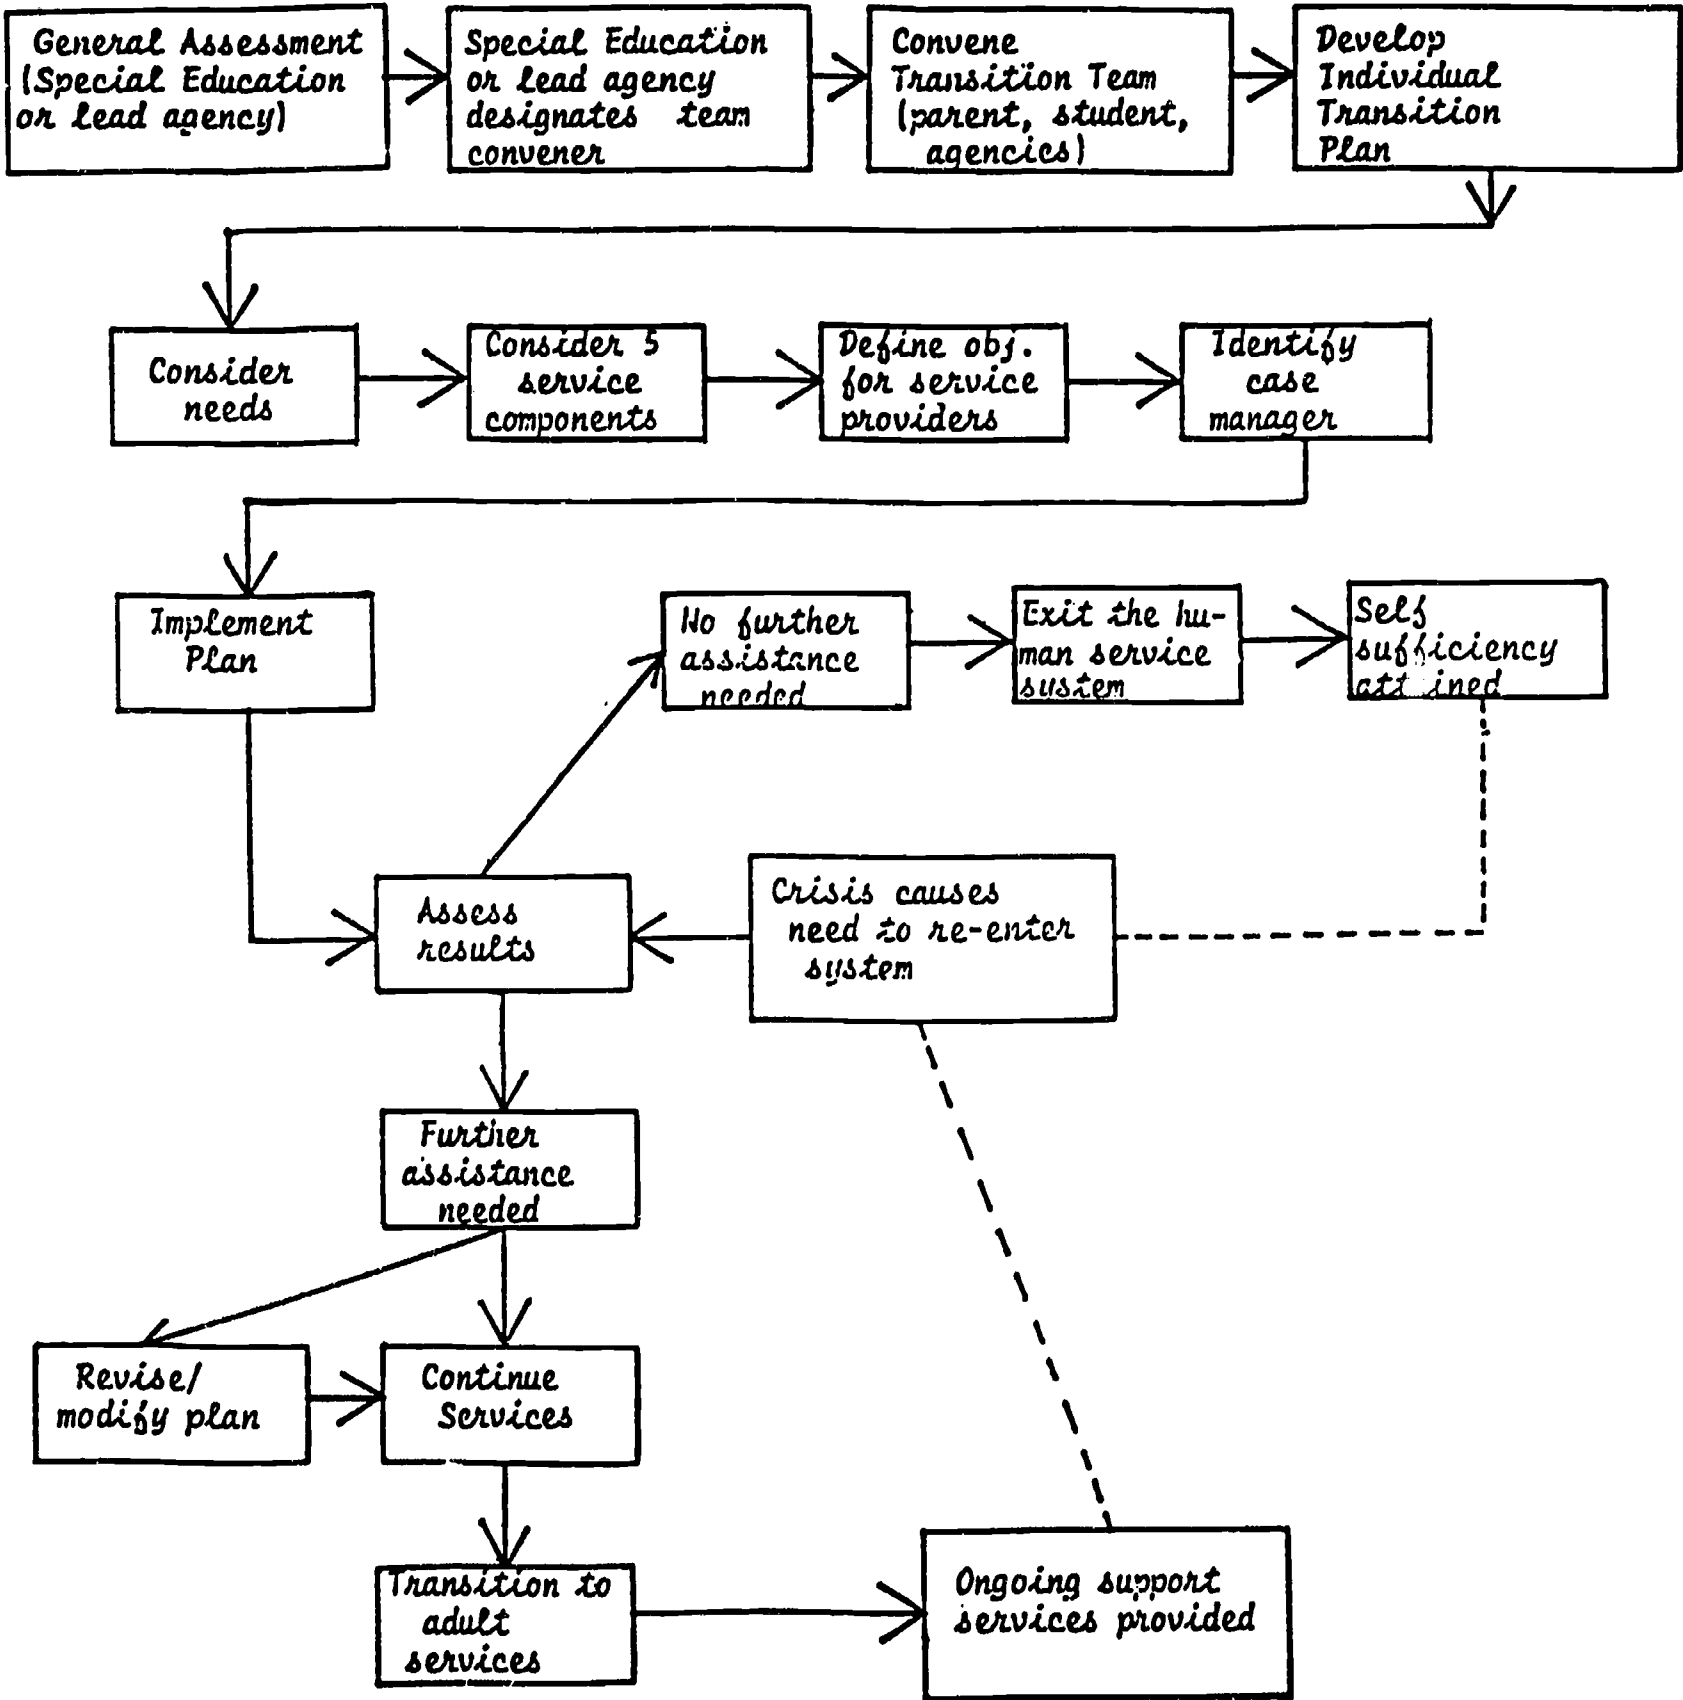 General Assessment
(Special Education
or lead agency)
Special Education
or lead agency
designates team
convener
Convene
Transition Team
(parent, student,
agencies)
Develop
Individual
Transition
Plan
Consider
needs
Consider 5
service
components
Define obj.
for service
providers
Identify
case
manager
Implement
Plan
No further
assistance
needed
Exit the hu-
man service
system
Self
sufficiency
attained
Assess
results
Crisis causes
need to re-enter
system
Further
assistance
needed
Revise/
modify plan
Continue
Services
Transition to
adult
services
Ongoing support
services provided